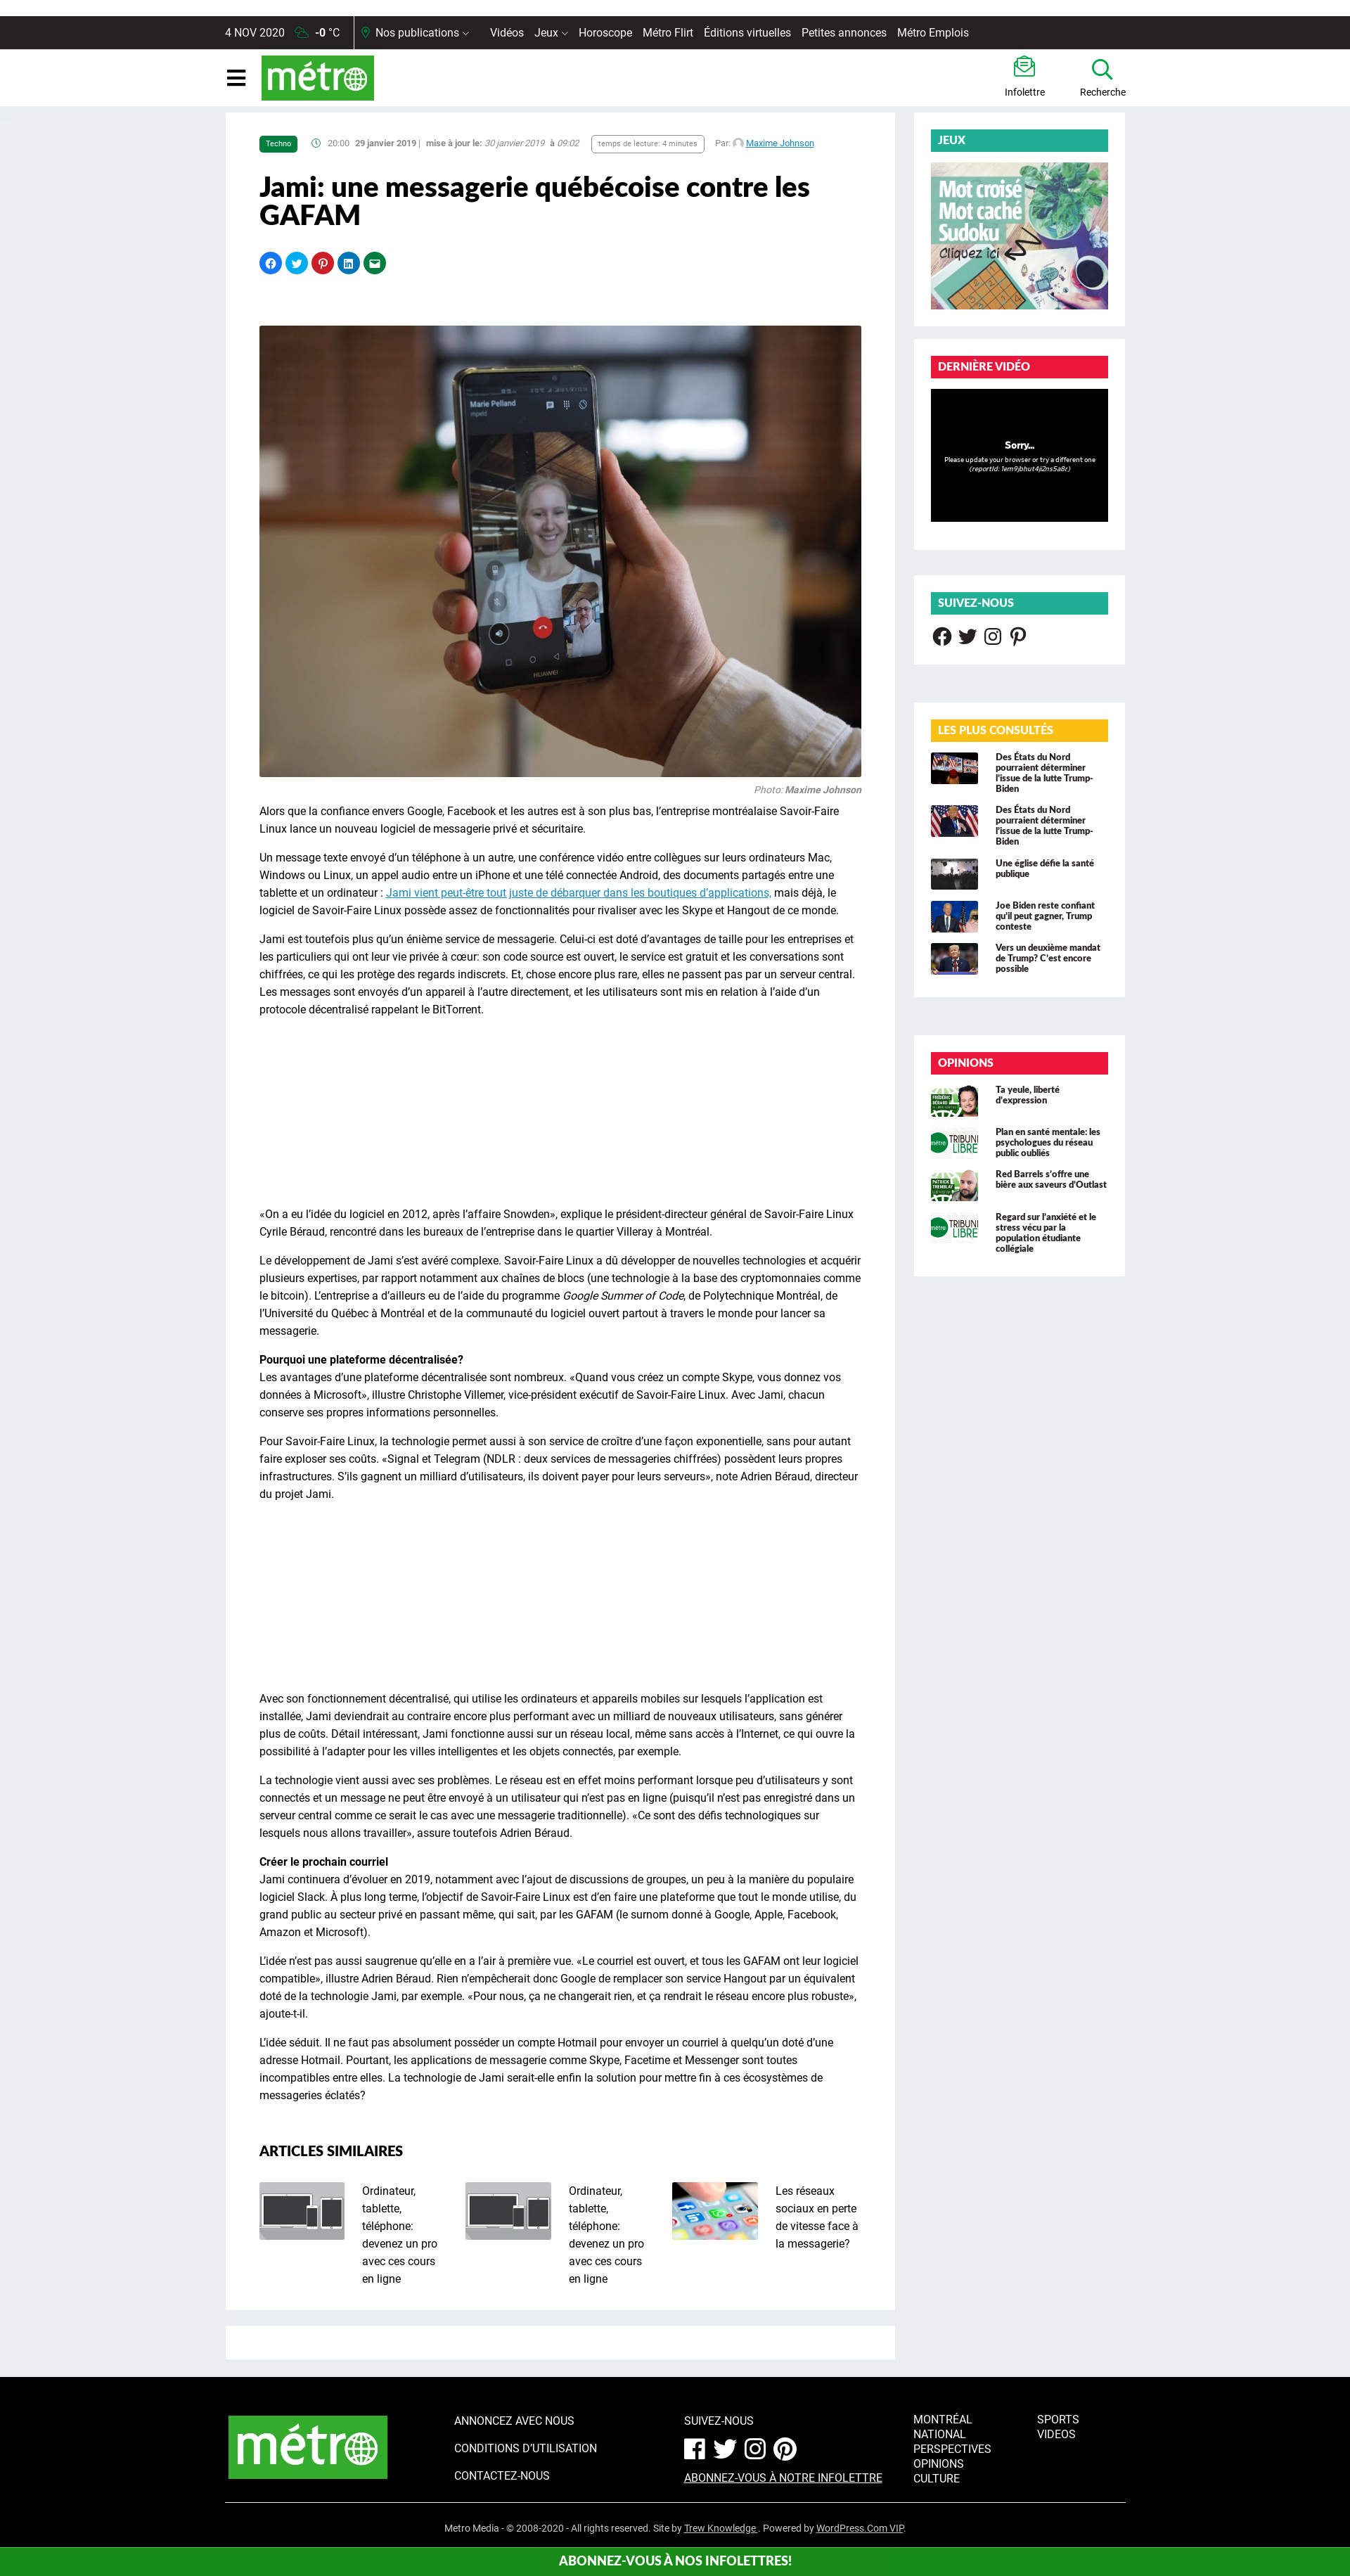 4 NOV 2020 -0 °C Nos publications Vidéos Jeux Horoscope Métro Flirt Éditions virtuelles Petites annonces Métro Emplois
métro
Infolettre
Recherche
Techno 20:00 29 janvier 2019 | mise à jour le: 30 janvier 2019 à 09:02 temps de lecture: 4 minutes Par: Maxime Johnson
Jami: une messagerie québécoise contre les
GAFAM
Marie Pelland
HUAWEI
Photo: Maxime Johnson
Alors que la confiance envers Google, Facebook et les autres est à son plus bas, l’entreprise montréalaise Savoir-Faire
Linux lance un nouveau logiciel de messagerie privé et sécuritaire.
Un message texte envoyé d’un téléphone à un autre, une conférence vidéo entre collègues sur leurs ordinateurs Mac,
Windows ou Linux, un appel audio entre un iPhone et une télé connectée Android, des documents partagés entre une
tablette et un ordinateur : Jami vient peut-être tout juste de débarquer dans les boutiques d’applications, mais déjà, le
logiciel de Savoir-Faire Linux possède assez de fonctionnalités pour rivaliser avec les Skype et Hangout de ce monde.
Jami est toutefois plus qu’un énième service de messagerie. Celui-ci est doté d’avantages de taille pour les entreprises et
les particuliers qui ont leur vie privée à cœur: son code source est ouvert, le service est gratuit et les conversations sont
chiffrées, ce qui les protège des regards indiscrets. Et, chose encore plus rare, elles ne passent pas par un serveur central.
Les messages sont envoyés d’un appareil à l’autre directement, et les utilisateurs sont mis en relation à l’aide d’un
protocole décentralisé rappelant le BitTorrent.
«On a eu l’idée du logiciel en 2012, après l’affaire Snowden», explique le président-directeur général de Savoir-Faire Linux
Cyrile Béraud, rencontré dans les bureaux de l’entreprise dans le quartier Villeray à Montréal.
Le développement de Jami s’est avéré complexe. Savoir-Faire Linux a dû développer de nouvelles technologies et acquérir
plusieurs expertises, par rapport notamment aux chaînes de blocs (une technologie à la base des cryptomonnaies comme
le bitcoin). L’entreprise a d’ailleurs eu de l’aide du programme Google Summer of Code, de Polytechnique Montréal, de
l’Université du Québec à Montréal et de la communauté du logiciel ouvert partout à travers le monde pour lancer sa
messagerie.
Pourquoi une plateforme décentralisée?
Les avantages d’une plateforme décentralisée sont nombreux. «Quand vous créez un compte Skype, vous donnez vos
données à Microsoft», illustre Christophe Villemer, vice-président exécutif de Savoir-Faire Linux. Avec Jami, chacun
conserve ses propres informations personnelles.
Pour Savoir-Faire Linux, la technologie permet aussi à son service de croître d’une façon exponentielle, sans pour autant
faire exploser ses coûts. «Signal et Telegram (NDLR : deux services de messageries chiffrées) possèdent leurs propres
infrastructures. S’ils gagnent un milliard d’utilisateurs, ils doivent payer pour leurs serveurs», note Adrien Béraud, directeur
du projet Jami.
Avec son fonctionnement décentralisé, qui utilise les ordinateurs et appareils mobiles sur lesquels l’application est
installée, Jami deviendrait au contraire encore plus performant avec un milliard de nouveaux utilisateurs, sans générer
plus de coûts. Détail intéressant, Jami fonctionne aussi sur un réseau local, même sans accès à l’Internet, ce qui ouvre la
possibilité à l’adapter pour les villes intelligentes et les objets connectés, par exemple.
La technologie vient aussi avec ses problèmes. Le réseau est en effet moins performant lorsque peu d’utilisateurs y sont
connectés et un message ne peut être envoyé à un utilisateur qui n’est pas en ligne (puisqu’il n’est pas enregistré dans un
serveur central comme ce serait le cas avec une messagerie traditionnelle). «Ce sont des défis technologiques sur
lesquels nous allons travailler», assure toutefois Adrien Béraud.
Créer le prochain courriel
Jami continuera d’évoluer en 2019, notamment avec l’ajout de discussions de groupes, un peu à la manière du populaire
logiciel Slack. À plus long terme, l’objectif de Savoir-Faire Linux est d’en faire une plateforme que tout le monde utilise, du
grand public au secteur privé en passant même, qui sait, par les GAFAM (le surnom donné à Google, Apple, Facebook,
Amazon et Microsoft).
L’idée n’est pas aussi saugrenue qu’elle en a l’air à première vue. «Le courriel est ouvert, et tous les GAFAM ont leur logiciel
compatible», illustre Adrien Béraud. Rien n’empêcherait donc Google de remplacer son service Hangout par un équivalent
doté de la technologie Jami, par exemple. «Pour nous, ça ne changerait rien, et ça rendrait le réseau encore plus robuste»,
ajoute-t-il.
L’idée séduit. Il ne faut pas absolument posséder un compte Hotmail pour envoyer un courriel à quelqu’un doté d’une
adresse Hotmail. Pourtant, les applications de messagerie comme Skype, Facetime et Messenger sont toutes
incompatibles entre elles. La technologie de Jami serait-elle enfin la solution pour mettre fin à ces écosystèmes de
messageries éclatés?
ARTICLES SIMILAIRES
Ordinateur,
tablette,
téléphone:
devenez un pro
avec ces cours
en ligne
Ordinateur,
tablette,
téléphone:
devenez un pro
avec ces cours
en ligne
Les réseaux
sociaux en perte
de vitesse face à
la messagerie?
JEUX
Mot croisé
Mot caché
Sudoku
Cliquez ici
DERNIÈRE VIDÉO
Sorry...
Please update your browser or try a different one
(reportId: 1em9jbhut4ji2ns5a8r)
SUIVEZ-NOUS
LES PLUS CONSULTÉS
Des États du Nord
pourraient déterminer
l’issue de la lutte Trump-
Biden
Des États du Nord
pourraient déterminer
l’issue de la lutte Trump-
Biden
Une église défie la santé
publique
Joe Biden reste confiant
qu’il peut gagner, Trump
conteste
Vers un deuxième mandat
de Trump? C’est encore
possible
OPINIONS
FRÉDÉRIC
BÉRARD
Ta yeule, liberté
d’expression
métro TRIBUNE
LIBRE
Plan en santé mentale: les
psychologues du réseau
public oubliés
PATRICK
TREMBLAY
Red Barrels s’offre une
bière aux saveurs d’Outlast
métro TRIBUNE
LIBRE
Regard sur l’anxiété et le
stress vécu par la
population étudiante
collégiale
métro
ANNONCEZ AVEC NOUS
CONDITIONS D’UTILISATION
CONTACTEZ-NOUS
SUIVEZ-NOUS
ABONNEZ-VOUS À NOTRE INFOLETTRE
MONTRÉAL
NATIONAL
PERSPECTIVES
OPINIONS
CULTURE
SPORTS
VIDEOS
Metro Media - © 2008-2020 - All rights reserved. Site by Trew Knowledge . Powered by WordPress.Com VIP.
ABONNEZ-VOUS À NOS INFOLETTRES!